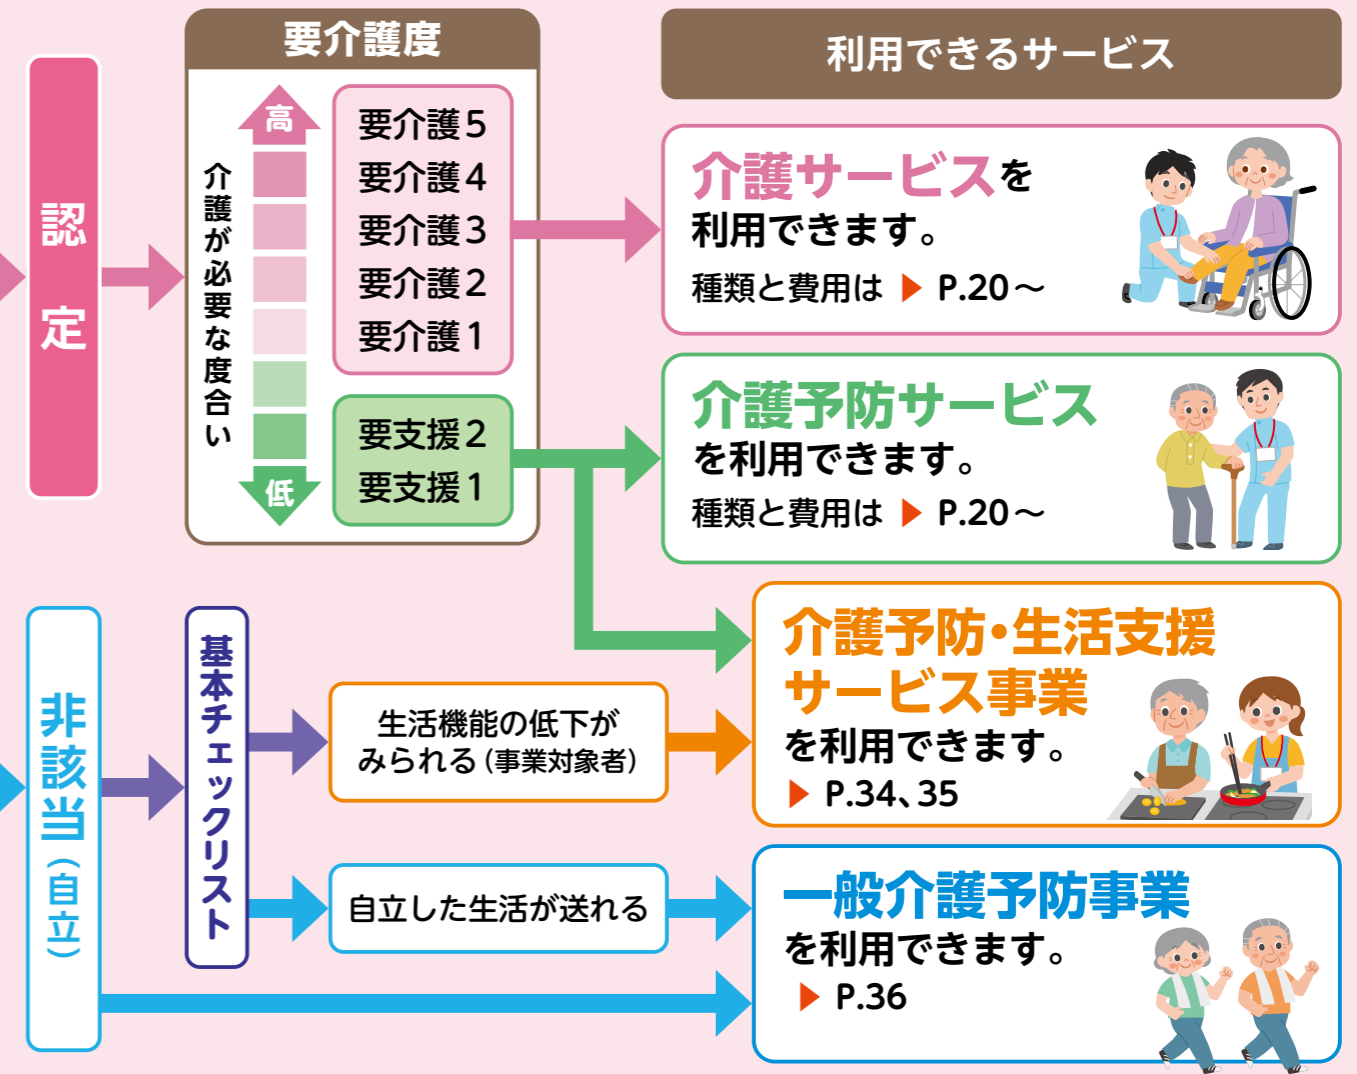 認定
要介護度
高
介護が必要な度合い
低
要介護5
要介護4
要介護3
要介護2
要介護1
要支援2
要支援1
利用できるサービス
介護サービスを
利用できます。
種類と費用は ▶ P.20～
介護予防サービス
を利用できます。
種類と費用は ▶ P.20～
非該当(自立)
基本チェックリスト
生活機能の低下が
みられる(事業対象者)
自立した生活が送れる
介護予防・生活支援
サービス事業
を利用できます。
▶ P.34、35
一般介護予防事業
を利用できます。
▶ P.36